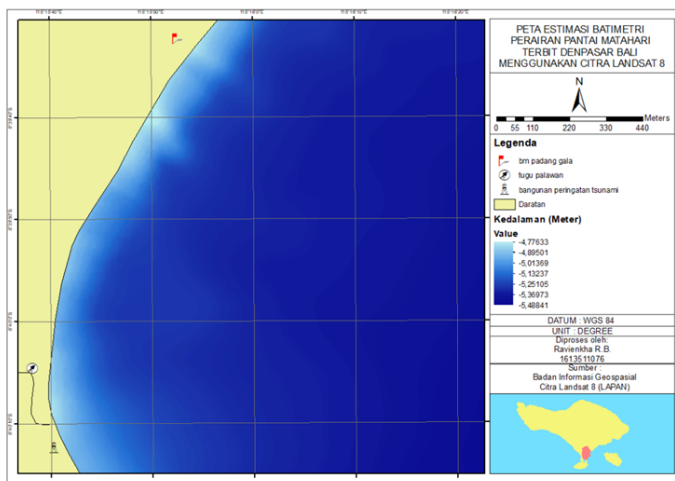 PETA ESTIMASI BATIMETRI
PERAIRAN PANTAI MATAHARI
TERBIT DENPASAR BALI
MENGGUNAKAN CITRA LANDSAT 8
N
Meters
0 55 110 220 330 440
Legenda
bm padang gala
tugu palawan
bangunan peringatan tsunami
Daratan
Kedalaman (Meter)
Value
-4,77633
-4,89501
-5,01369
-5,13237
-5,25105
-5,36973
-5,48841
DATUM : WGS 84
UNIT : DEGREE
Diproses oleh:
Ravienkha R.B.
1613511076
Sumber :
Badan Informasi Geospasial
Citra Landsat 8 (LAPAN)